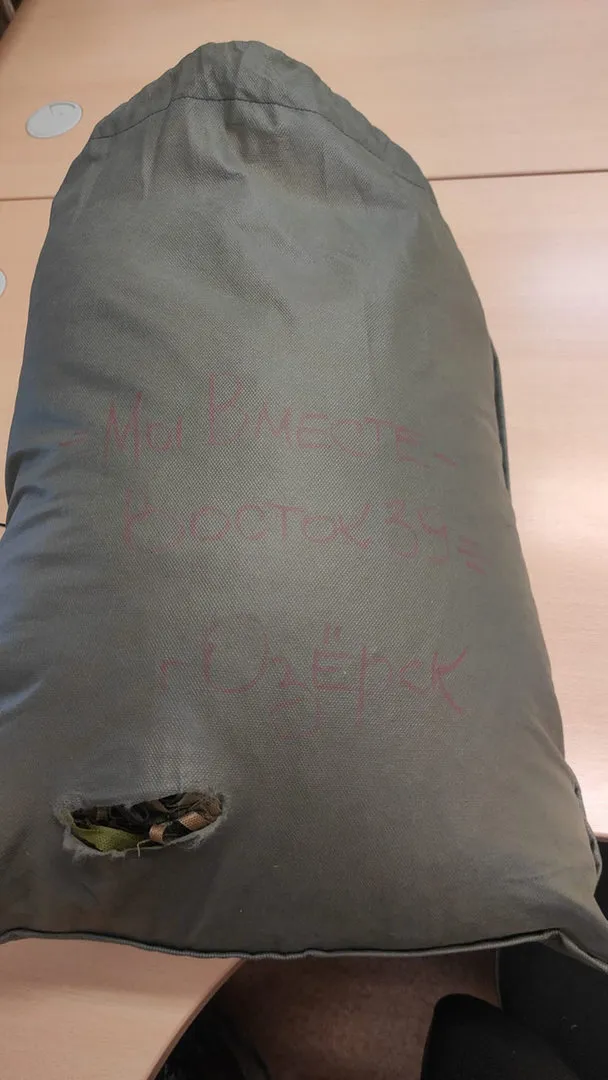 - Мы Вместе -
Восток 34 =
- Озёрск